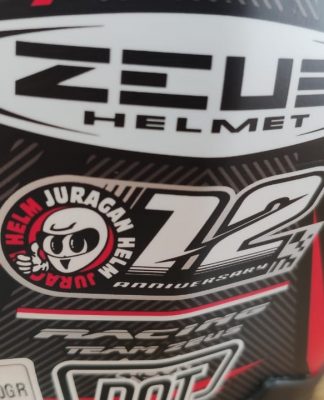 ZEUS
HELMET
JURAGAN HELM JURAGAN HELM
12
ANNIVERSARY
RACING
TEAM ZEUS
DOT